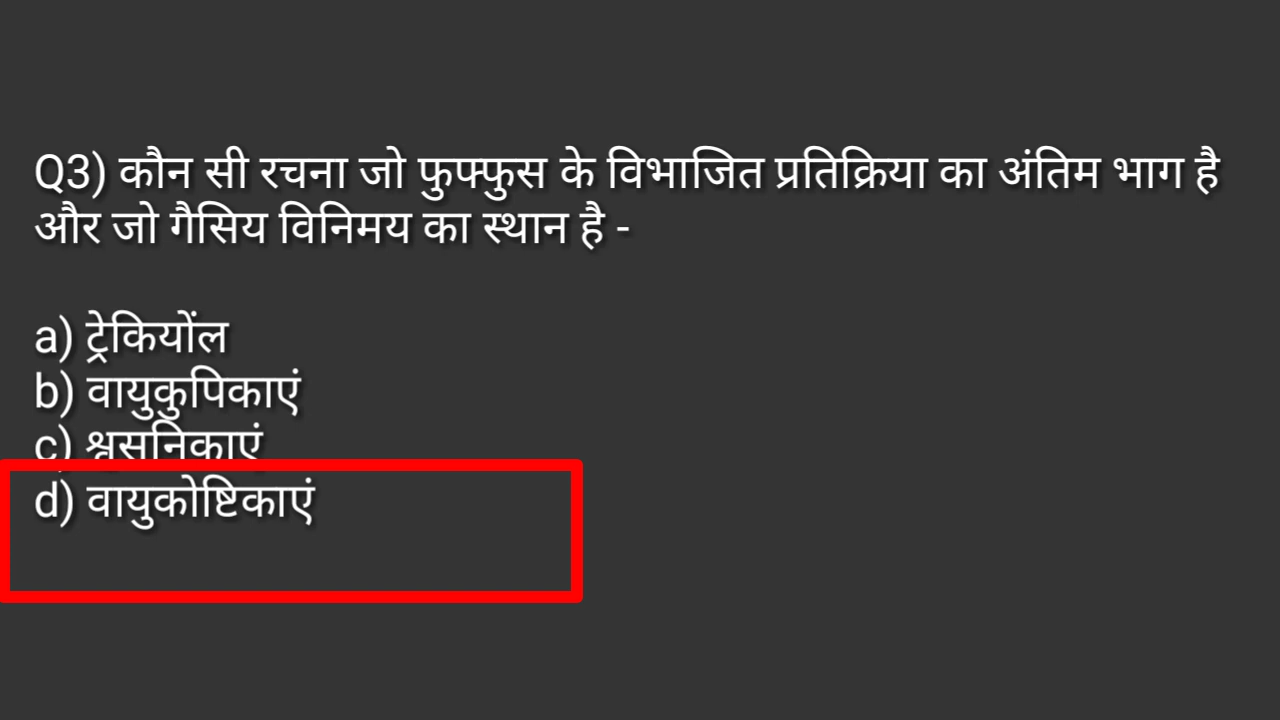 Q3) कौन सी रचना जो फुफ्फुस के विभाजित प्रतिक्रिया का अंतिम भाग है
और जो गैसिय विनिमय का स्थान है -
a) ट्रेकियोंल
b) वायुकुपिकाएं
c) श्वसनिकाएं
d) वायुकोष्टिकाएं